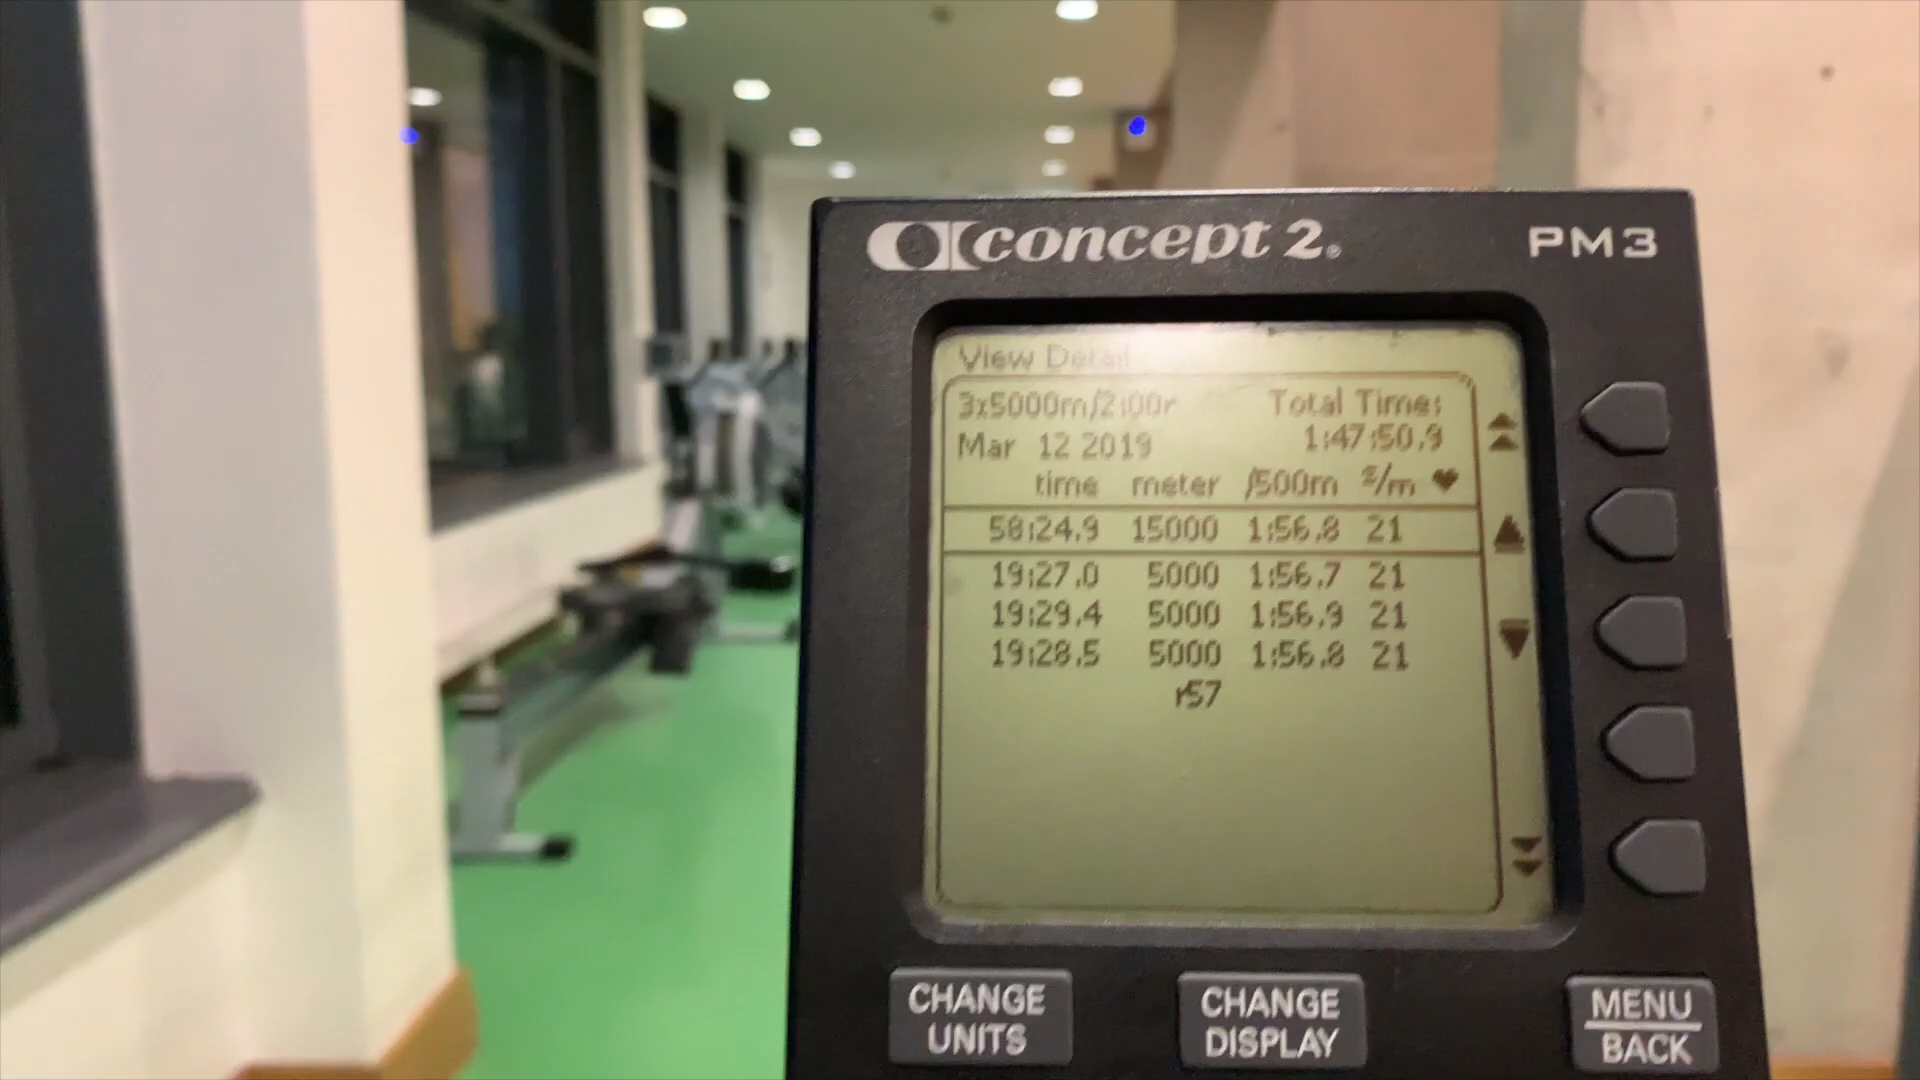 concept 2® PM3
View Detail
3x5000m/2:00r Total Time:
Mar 12 2019 1:47:50.9
time meter /500m s/m ♥
58:24.9 15000 1:56.8 21
19:27.0 5000 1:56.7 21
19:29.4 5000 1:56.9 21
19:28.5 5000 1:56.8 21
r57
CHANGE UNITS
CHANGE DISPLAY
MENU
BACK